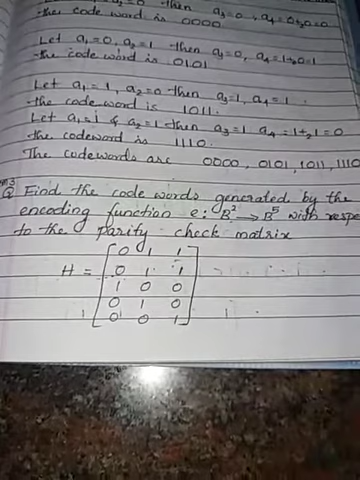 -then a₃=0, a₄=0+₂0=0
the code word is 0000
Let a₁=0, a₂=1 then a₃=0, a₄=1+₂0=1
the code word is 0101
Let a₁=1, a₂=0 then a₃=1, a₄=1.
the code word is 1011.
Let a₁=1 & a₂=1 then a₃=1 a₄=1+₂1=0
the codeword is 1110.
The codewords are 0000, 0101, 1011, 1110
Q Find the code words generated by the
encoding function e: B² → B⁵ with respe
to the parity check matrix
0 1 1
H = 0 1 1
1 0 0
0 1 0
0 0 1